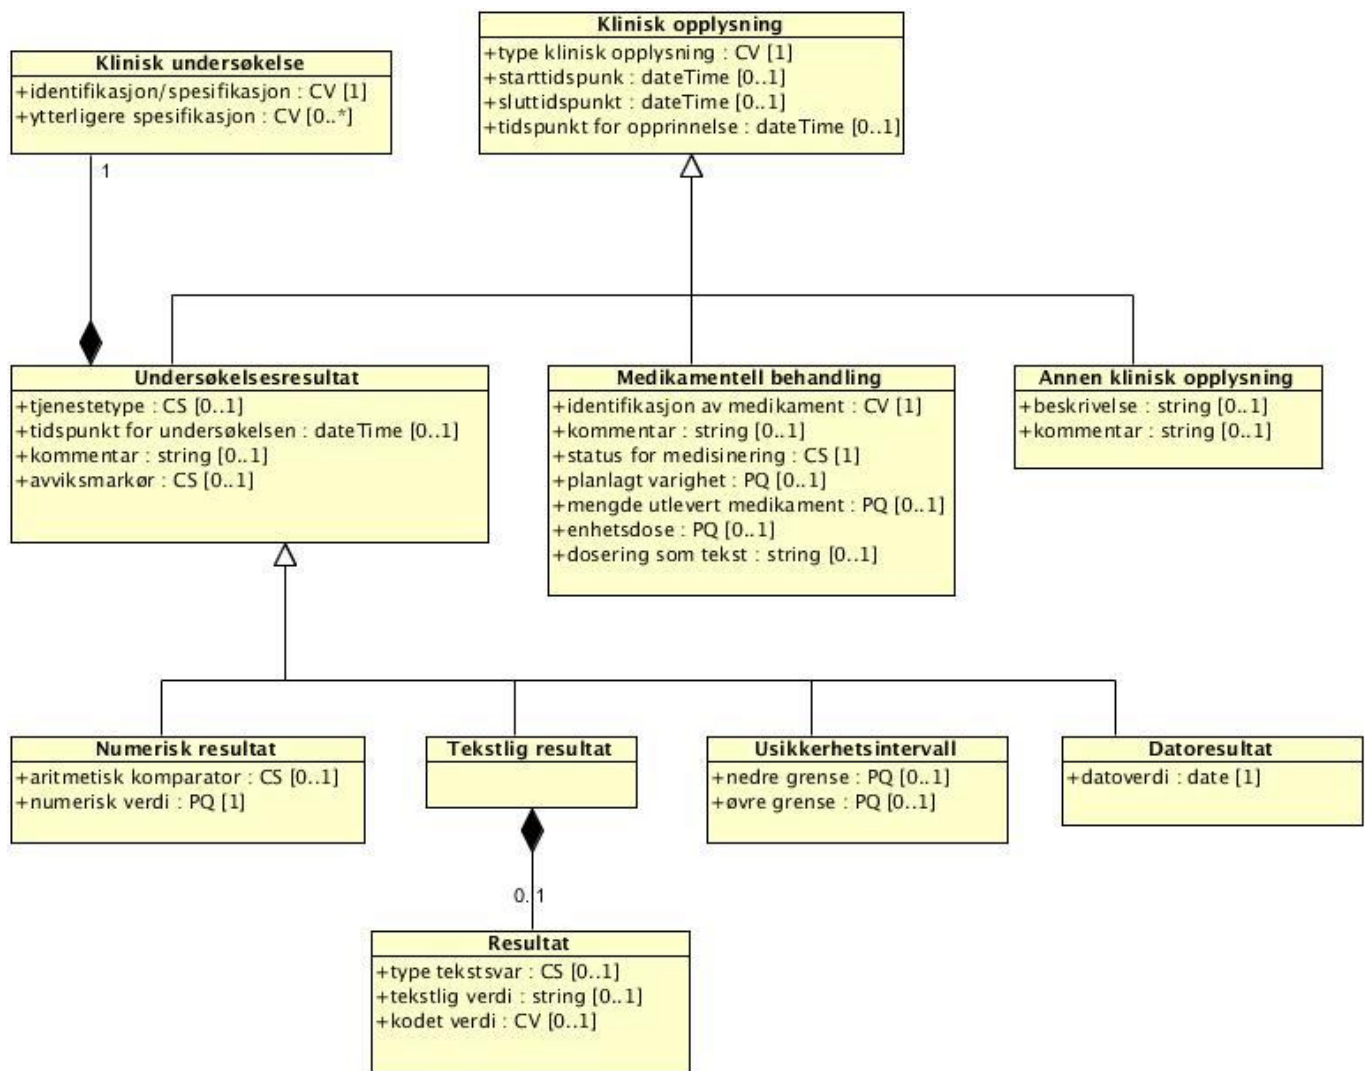 Klinisk opplysning
+type klinisk opplysning : CV [1]
+starttidspunk : dateTime [0..1]
+sluttidspunkt : dateTime [0..1]
+tidspunkt for opprinnelse : dateTime [0..1]
Klinisk undersøkelse
+identifikasjon/spesifikasjon : CV [1]
+ytterligere spesifikasjon : CV [0..*]
1
Undersøkelsesresultat
+tjenestetype : CS [0..1]
+tidspunkt for undersøkelsen : dateTime [0..1]
+kommentar : string [0..1]
+avviksmarkør : CS [0..1]
Medikamentell behandling
+identifikasjon av medikament : CV [1]
+kommentar : string [0..1]
+status for medisinering : CS [1]
+planlagt varighet : PQ [0..1]
+mengde utlevert medikament : PQ [0..1]
+enhetsdose : PQ [0..1]
+dosering som tekst : string [0..1]
Annen klinisk opplysning
+beskrivelse : string [0..1]
+kommentar : string [0..1]
Numerisk resultat
+aritmetisk komparator : CS [0..1]
+numerisk verdi : PQ [1]
Tekstlig resultat
Usikkerhetsintervall
+nedre grense : PQ [0..1]
+øvre grense : PQ [0..1]
Datoresultat
+datoverdi : date [1]
0..1
Resultat
+type tekstsvar : CS [0..1]
+tekstlig verdi : string [0..1]
+kodet verdi : CV [0..1]